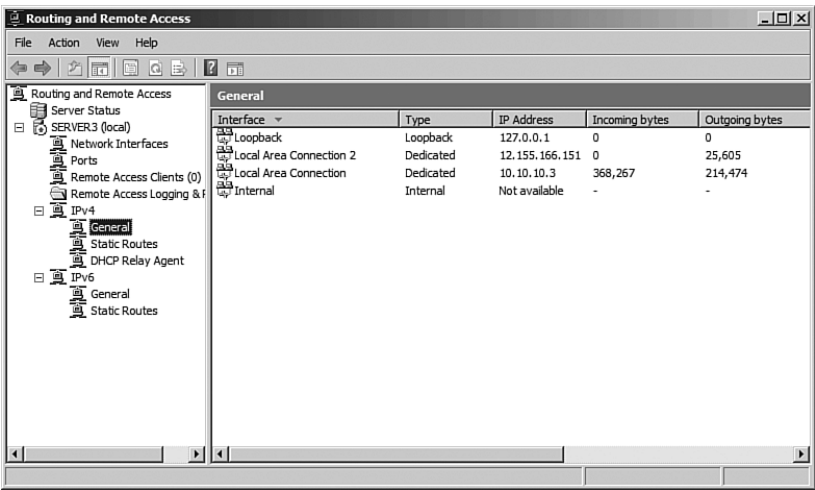 Routing and Remote Access
File Action View Help
Routing and Remote Access
Server Status
SERVER3 (local)
Network Interfaces
Ports
Remote Access Clients (0)
Remote Access Logging &
IPv4
General
Static Routes
DHCP Relay Agent
IPv6
General
Static Routes
General
Interface Type IP Address Incoming bytes Outgoing bytes
Loopback Loopback 127.0.0.1 0 0
Local Area Connection 2 Dedicated 12.155.166.151 0 25,605
Local Area Connection Dedicated 10.10.10.3 368,267 214,474
Internal Internal Not available - -